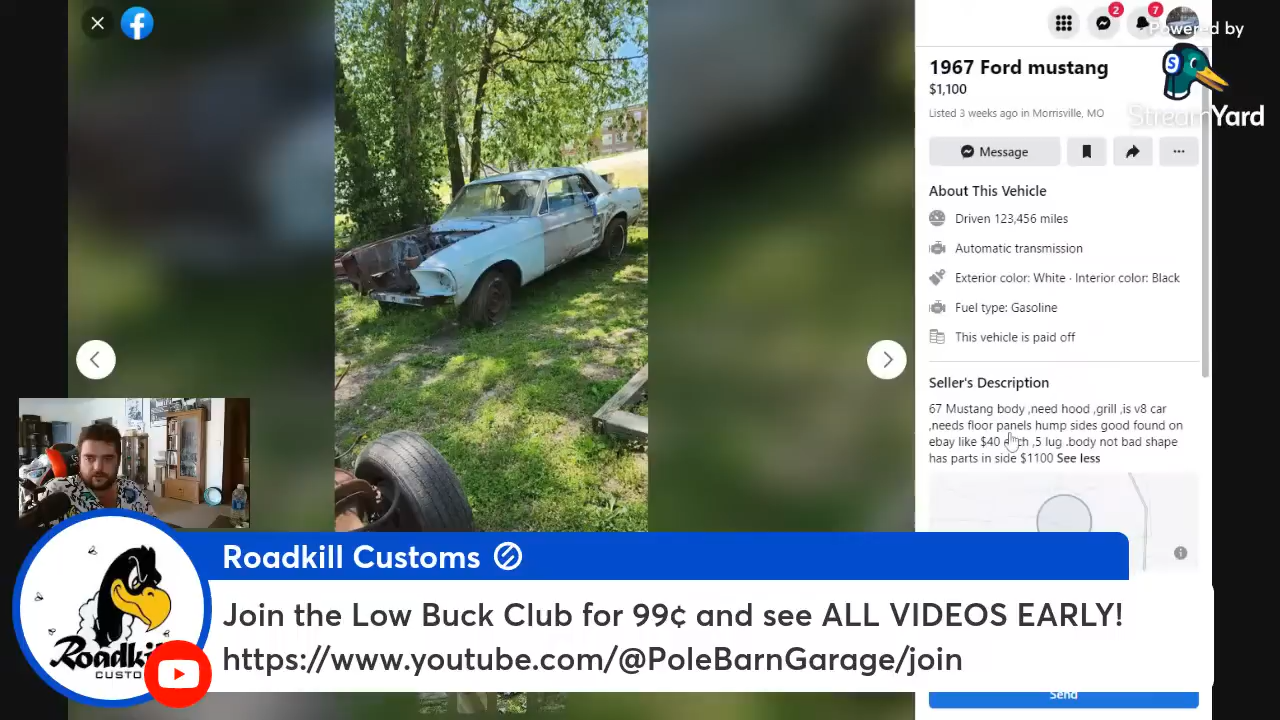 2
7
Powered by
StreamYard
1967 Ford mustang
$1,100
Listed 3 weeks ago in Morrisville, MO
Message
About This Vehicle
Driven 123,456 miles
Automatic transmission
Exterior color: White · Interior color: Black
Fuel type: Gasoline
This vehicle is paid off
Seller's Description
67 Mustang body ,need hood ,grill ,is v8 car
,needs floor panels hump sides good found on
ebay like $40 each ,5 lug .body not bad shape
has parts in side $1100 See less
Roadkill Customs
Join the Low Buck Club for 99¢ and see ALL VIDEOS EARLY!
https://www.youtube.com/@PoleBarnGarage/join
Send